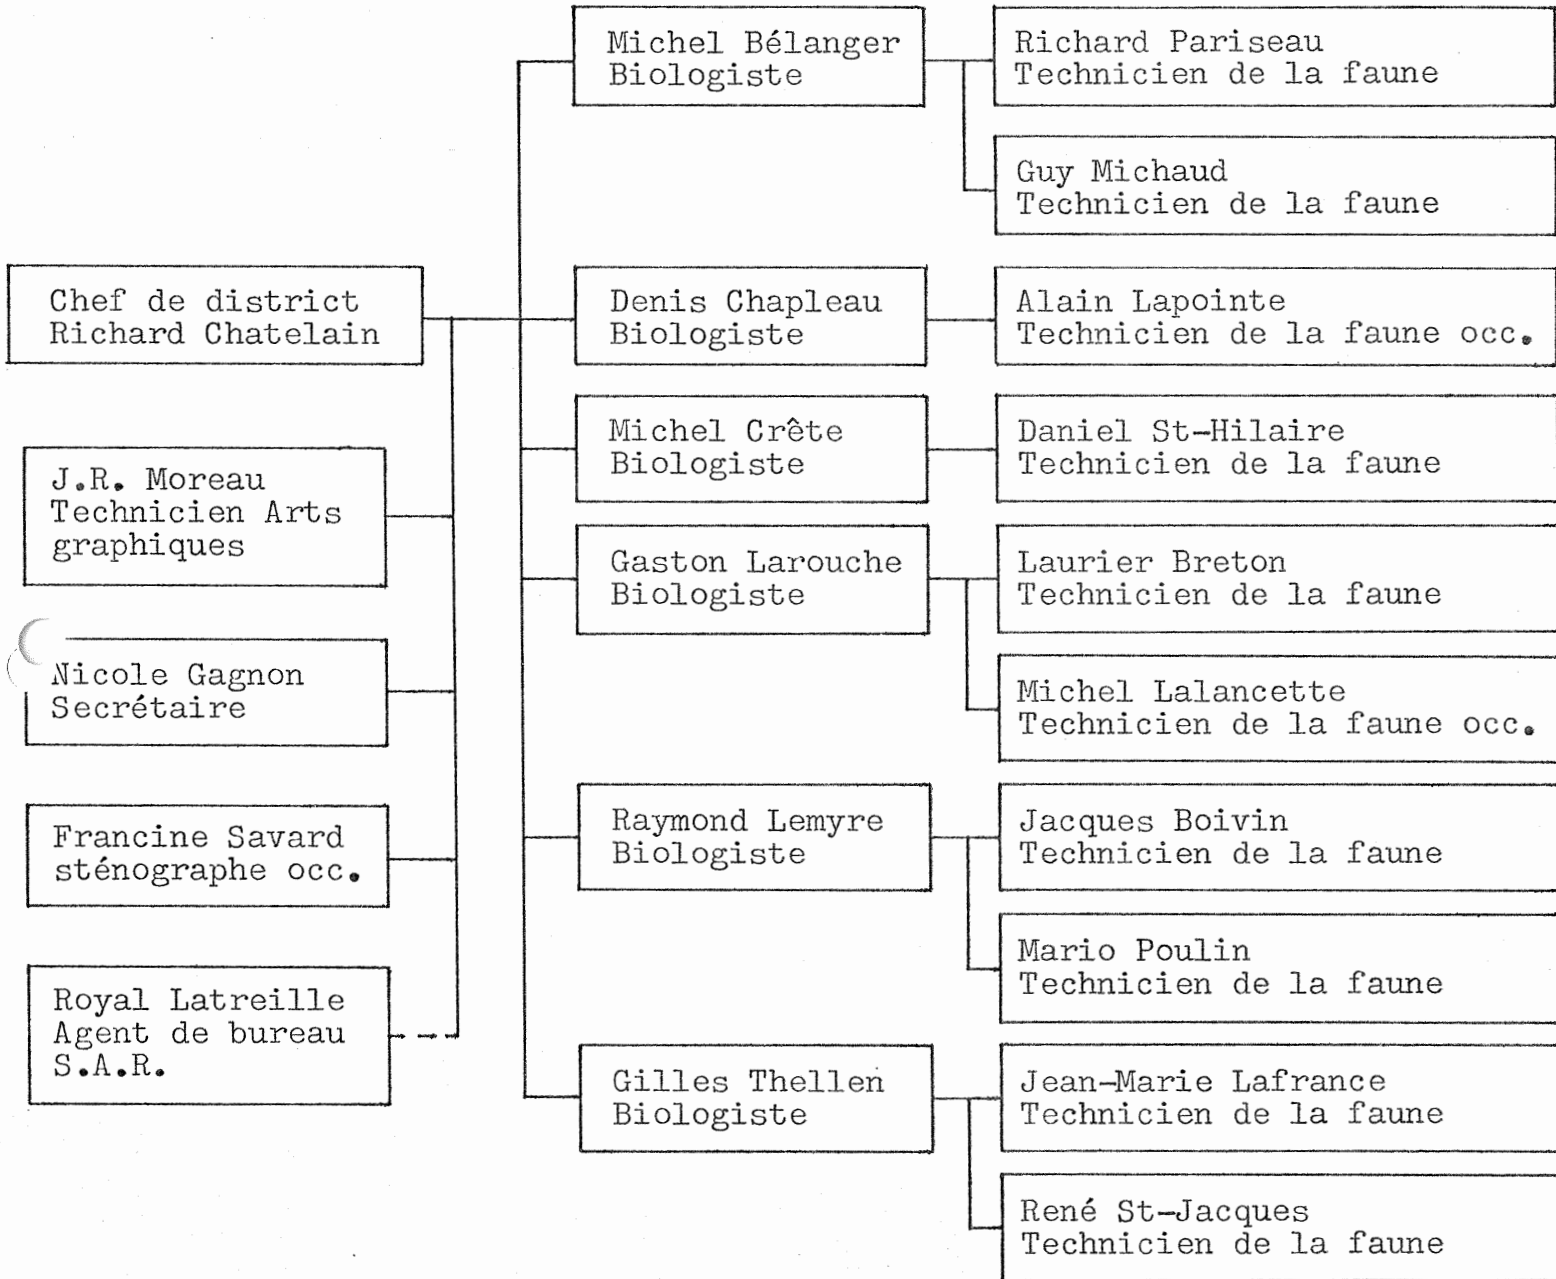 Chef de district
Richard Chatelain
J.R. Moreau
Technicien Arts
graphiques
Nicole Gagnon
Secrétaire
Francine Savard
sténographe occ.
Royal Latreille
Agent de bureau
S.A.R.
Michel Bélanger
Biologiste
Richard Pariseau
Technicien de la faune
Guy Michaud
Technicien de la faune
Denis Chapleau
Biologiste
Alain Lapointe
Technicien de la faune occ.
Michel Crête
Biologiste
Daniel St-Hilaire
Technicien de la faune
Gaston Larouche
Biologiste
Laurier Breton
Technicien de la faune
Michel Lalancette
Technicien de la faune occ.
Raymond Lemyre
Biologiste
Jacques Boivin
Technicien de la faune
Mario Poulin
Technicien de la faune
Gilles Thellen
Biologiste
Jean-Marie Lafrance
Technicien de la faune
René St-Jacques
Technicien de la faune